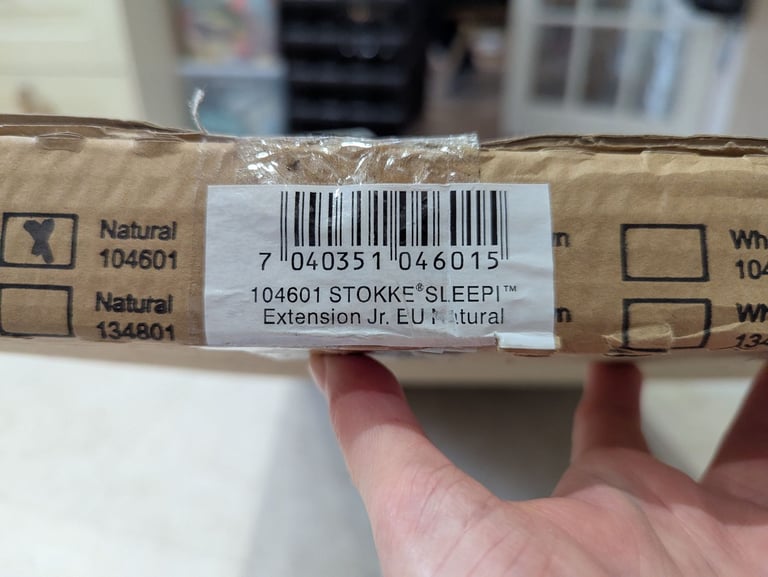 Natural
104601
Natural
134801
7 040351 046015
104601 STOKKE® SLEEPI™
Extension Jr. EU Natural